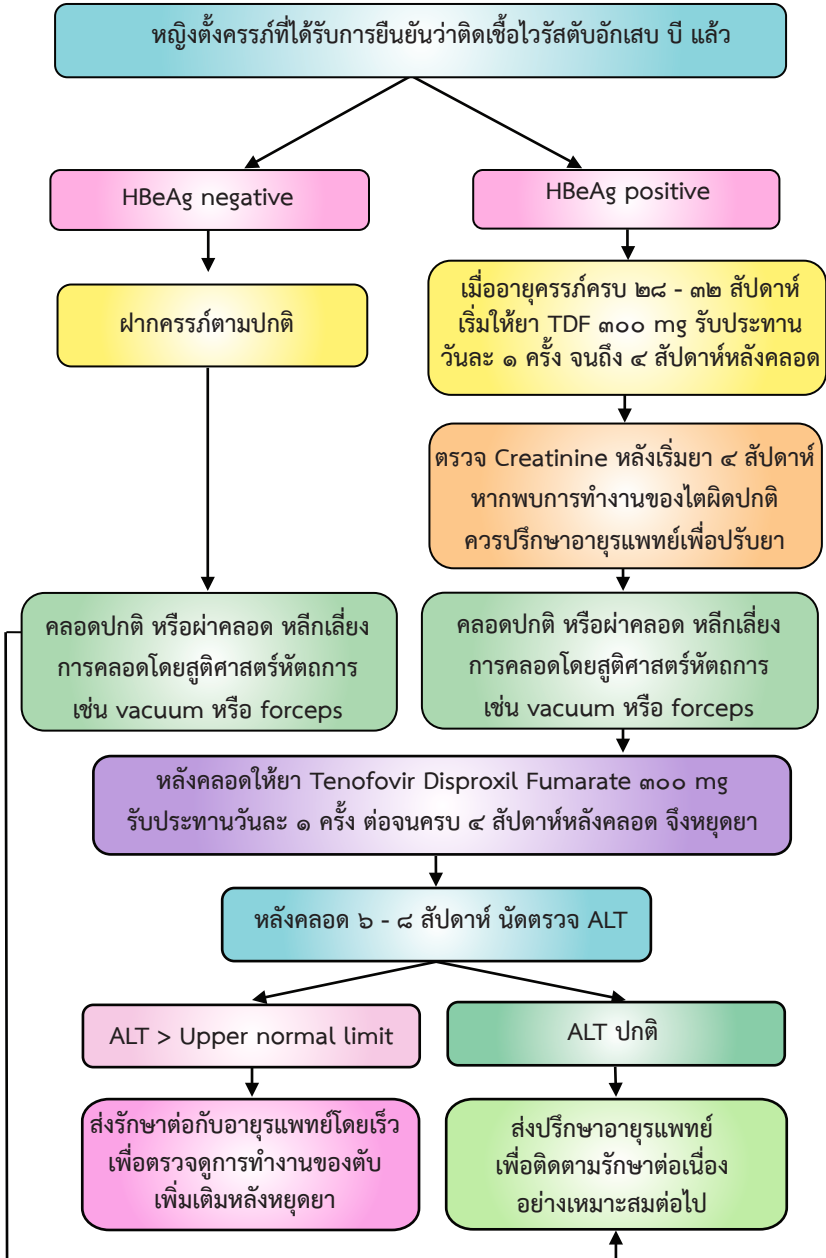 หญิงตั้งครรภ์ที่ได้รับการยืนยันว่าติดเชื้อไวรัสตับอักเสบ บี แล้ว
HBeAg negative
HBeAg positive
ฝากครรภ์ตามปกติ
เมื่ออายุครรภ์ครบ ๒๘ - ๓๒ สัปดาห์
เริ่มให้ยา TDF ๓๐๐ mg รับประทาน
วันละ ๑ ครั้ง จนถึง ๔ สัปดาห์หลังคลอด
ตรวจ Creatinine หลังเริ่มยา ๔ สัปดาห์
หากพบการทำงานของไตผิดปกติ
ควรปรึกษาอายุรแพทย์เพื่อปรับยา
คลอดปกติ หรือผ่าคลอด หลีกเลี่ยง
การคลอดโดยสูติศาสตร์หัตถการ
เช่น vacuum หรือ forceps
คลอดปกติ หรือผ่าคลอด หลีกเลี่ยง
การคลอดโดยสูติศาสตร์หัตถการ
เช่น vacuum หรือ forceps
หลังคลอดให้ยา Tenofovir Disproxil Fumarate ๓๐๐ mg
รับประทานวันละ ๑ ครั้ง ต่อจนครบ ๔ สัปดาห์หลังคลอด จึงหยุดยา
หลังคลอด ๖ - ๘ สัปดาห์ นัดตรวจ ALT
ALT > Upper normal limit
ALT ปกติ
ส่งรักษาต่อกับอายุรแพทย์โดยเร็ว
เพื่อตรวจดูการทำงานของตับ
เพิ่มเติมหลังหยุดยา
ส่งปรึกษาอายุรแพทย์
เพื่อติดตามรักษาต่อเนื่อง
อย่างเหมาะสมต่อไป